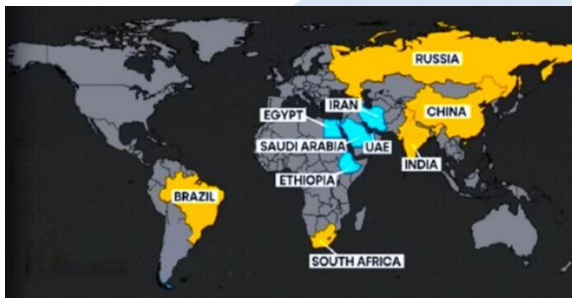 RUSSIA
IRAN
CHINA
EGYPT
SAUDI ARABIA
UAE
INDIA
ETHIOPIA
BRAZIL
SOUTH AFRICA